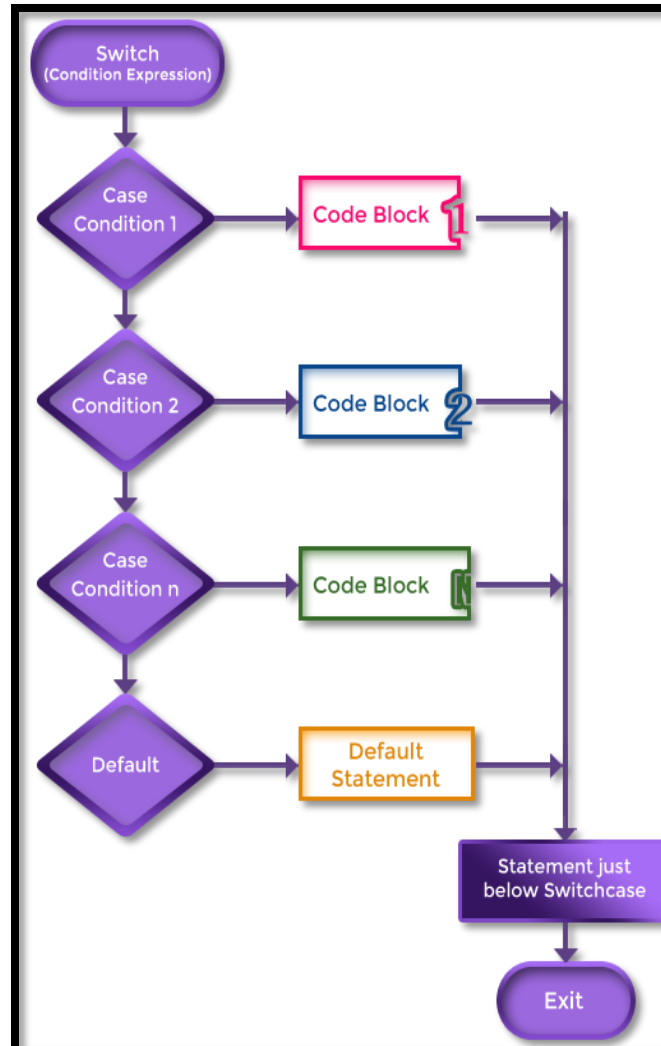 Switch
(Condition Expression)
Case
Condition 1
Code Block 1
Case
Condition 2
Code Block 2
Case
Condition n
Code Block N
Default
Default
Statement
Statement just
below Switchcase
Exit